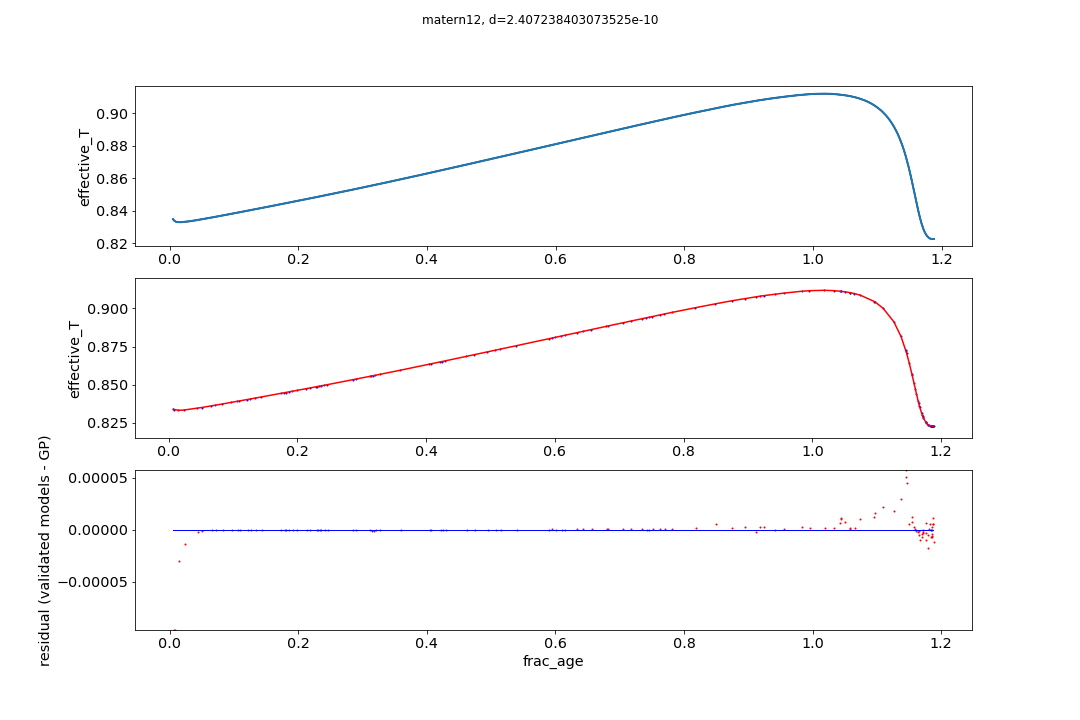 matern12, d=2.407238403073525e-10
effective_T
0.90
0.88
0.86
0.84
0.82
0.0 0.2 0.4 0.6 0.8 1.0 1.2
effective_T
0.900
0.875
0.850
0.825
0.0 0.2 0.4 0.6 0.8 1.0 1.2
residual (validated models - GP)
0.00005
0.00000
−0.00005
0.0 0.2 0.4 0.6 0.8 1.0 1.2
frac_age